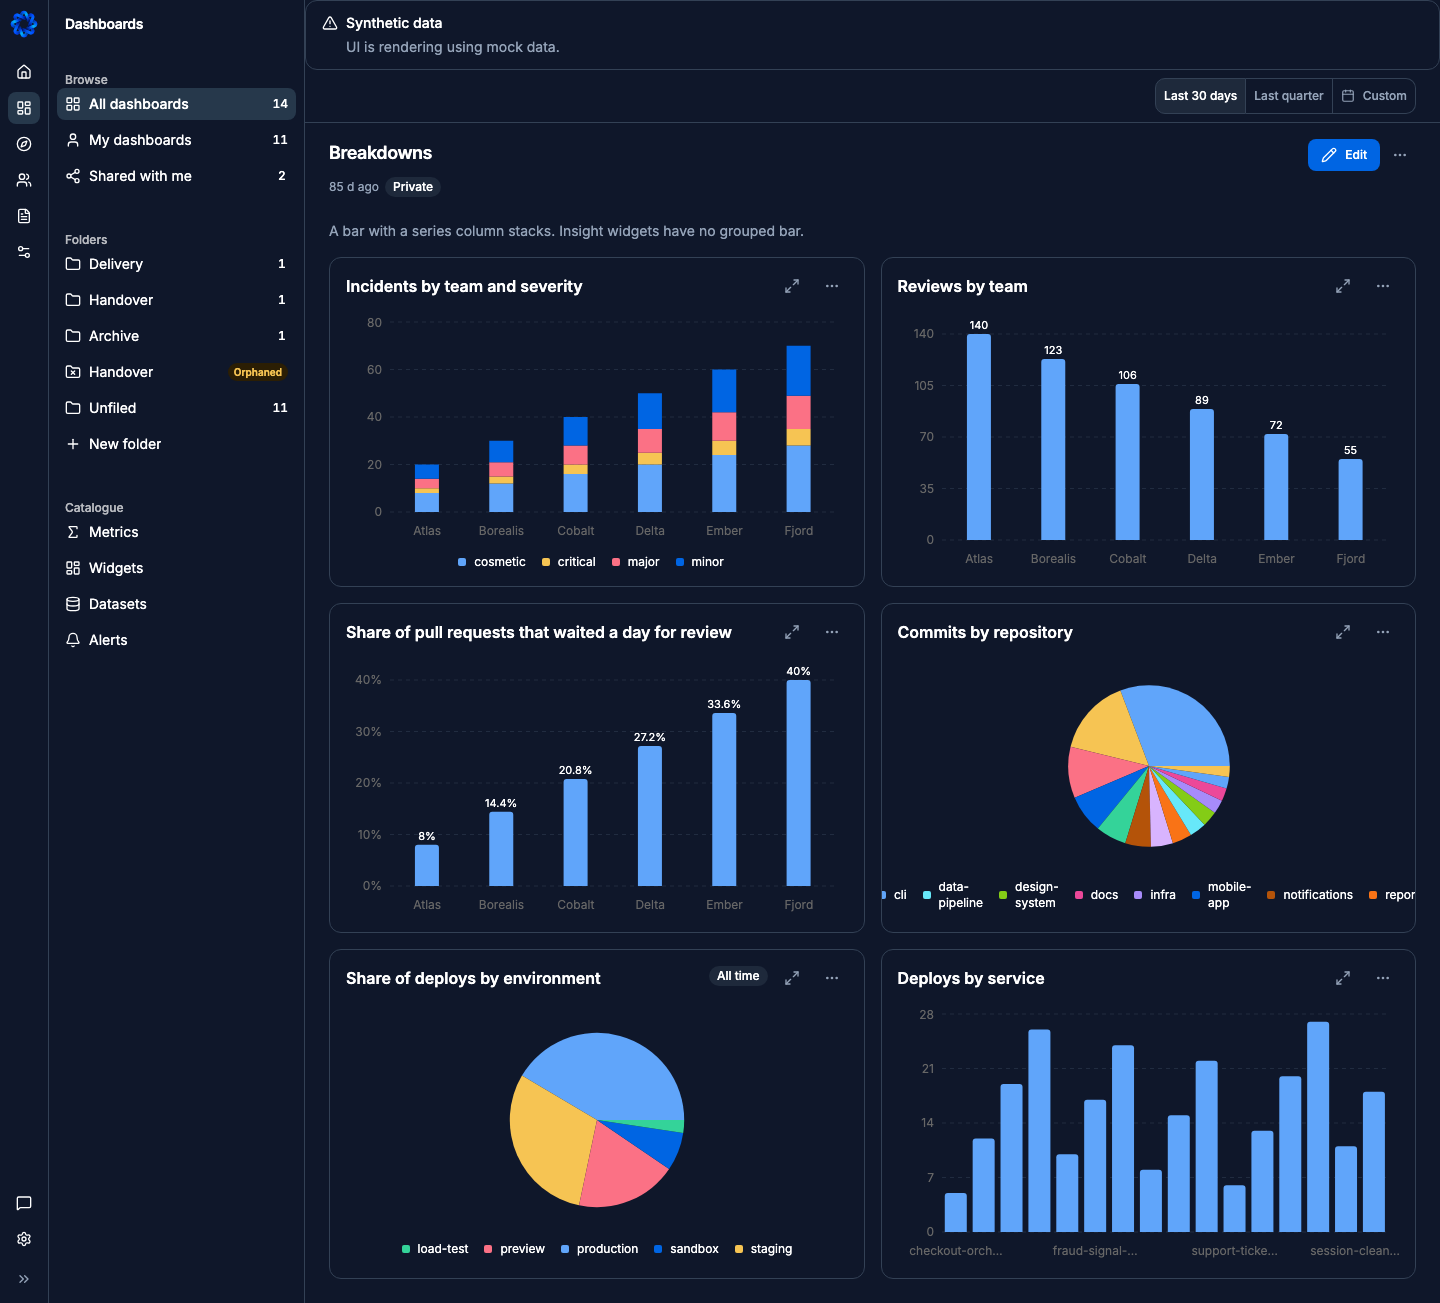 Dashboards
Browse
All dashboards 14
My dashboards 11
Shared with me 2
Folders
Delivery 1
Handover 1
Archive 1
Handover Orphaned
Unfiled 11
New folder
Catalogue
Metrics
Widgets
Datasets
Alerts
Synthetic data
UI is rendering using mock data.
Last 30 days Last quarter Custom
Breakdowns
Edit
85 d ago Private
A bar with a series column stacks. Insight widgets have no grouped bar.
Incidents by team and severity
80
60
40
20
0
Atlas Borealis Cobalt Delta Ember Fjord
cosmetic critical major minor
Reviews by team
140
105
70
35
0
140 123 106 89 72 55
Atlas Borealis Cobalt Delta Ember Fjord
Share of pull requests that waited a day for review
40%
30%
20%
10%
0%
8% 14.4% 20.8% 27.2% 33.6% 40%
Atlas Borealis Cobalt Delta Ember Fjord
Commits by repository
cli data-pipeline design-system docs infra mobile-app notifications repor
Share of deploys by environment All time
load-test preview production sandbox staging
Deploys by service
28
21
14
7
0
checkout-orch... fraud-signal-... support-ticke... session-clean...